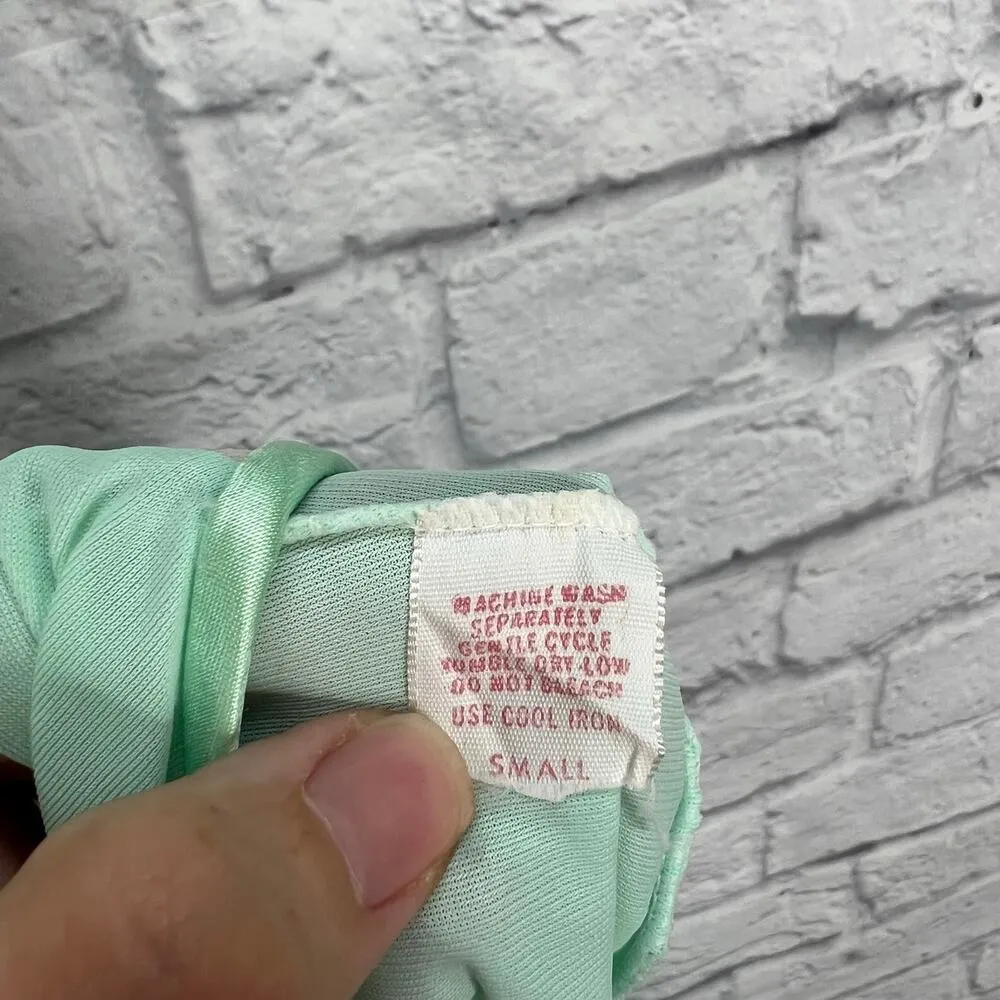 MACHINE WASH
SEPARATELY
GENTLE CYCLE
TUMBLE DRY LOW
DO NOT BLEACH
USE COOL IRON
SMALL